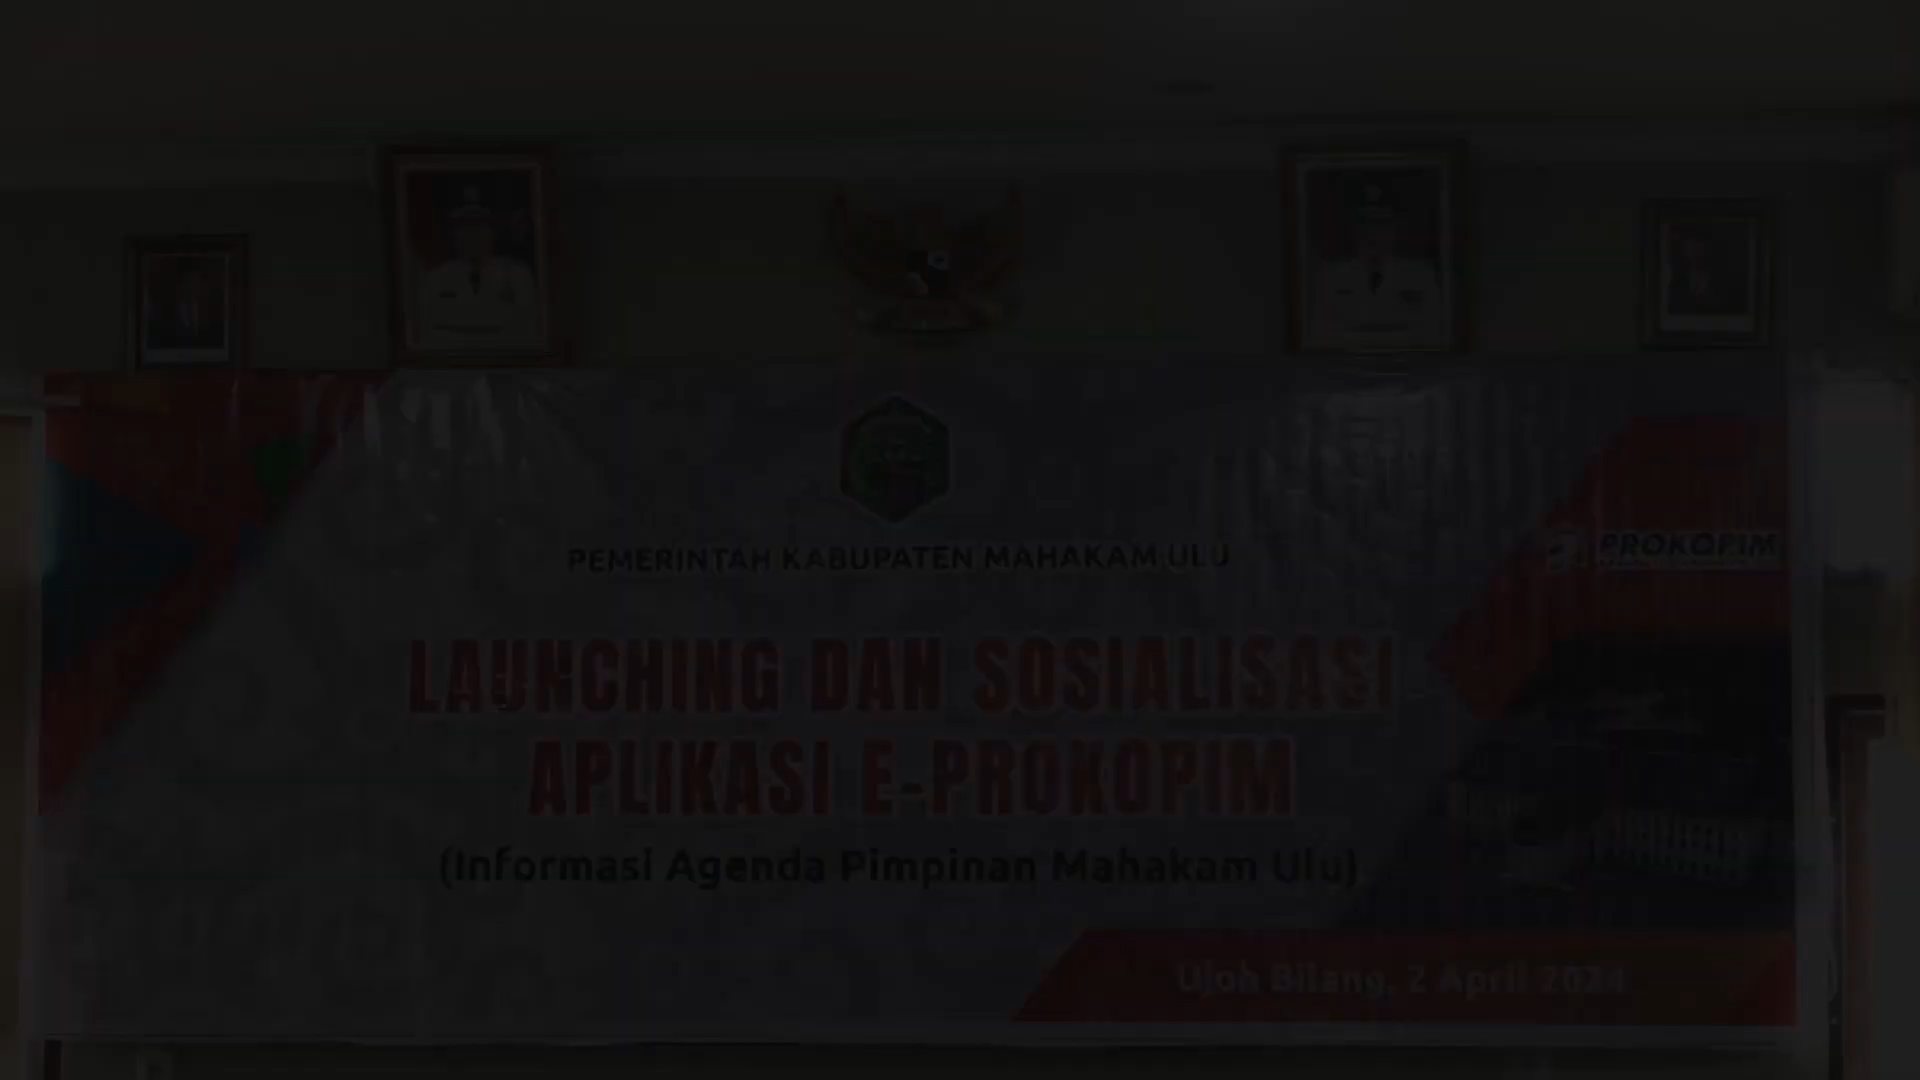 PEMERINTAH KABUPATEN MAHAKAM ULU
PROKOPIM
LAUNCHING DAN SOSIALISASI
APLIKASI E-PROKOPIM
(Informasi Agenda Pimpinan Mahakam Ulu)
Ujoh Bilang, 2 April 2024